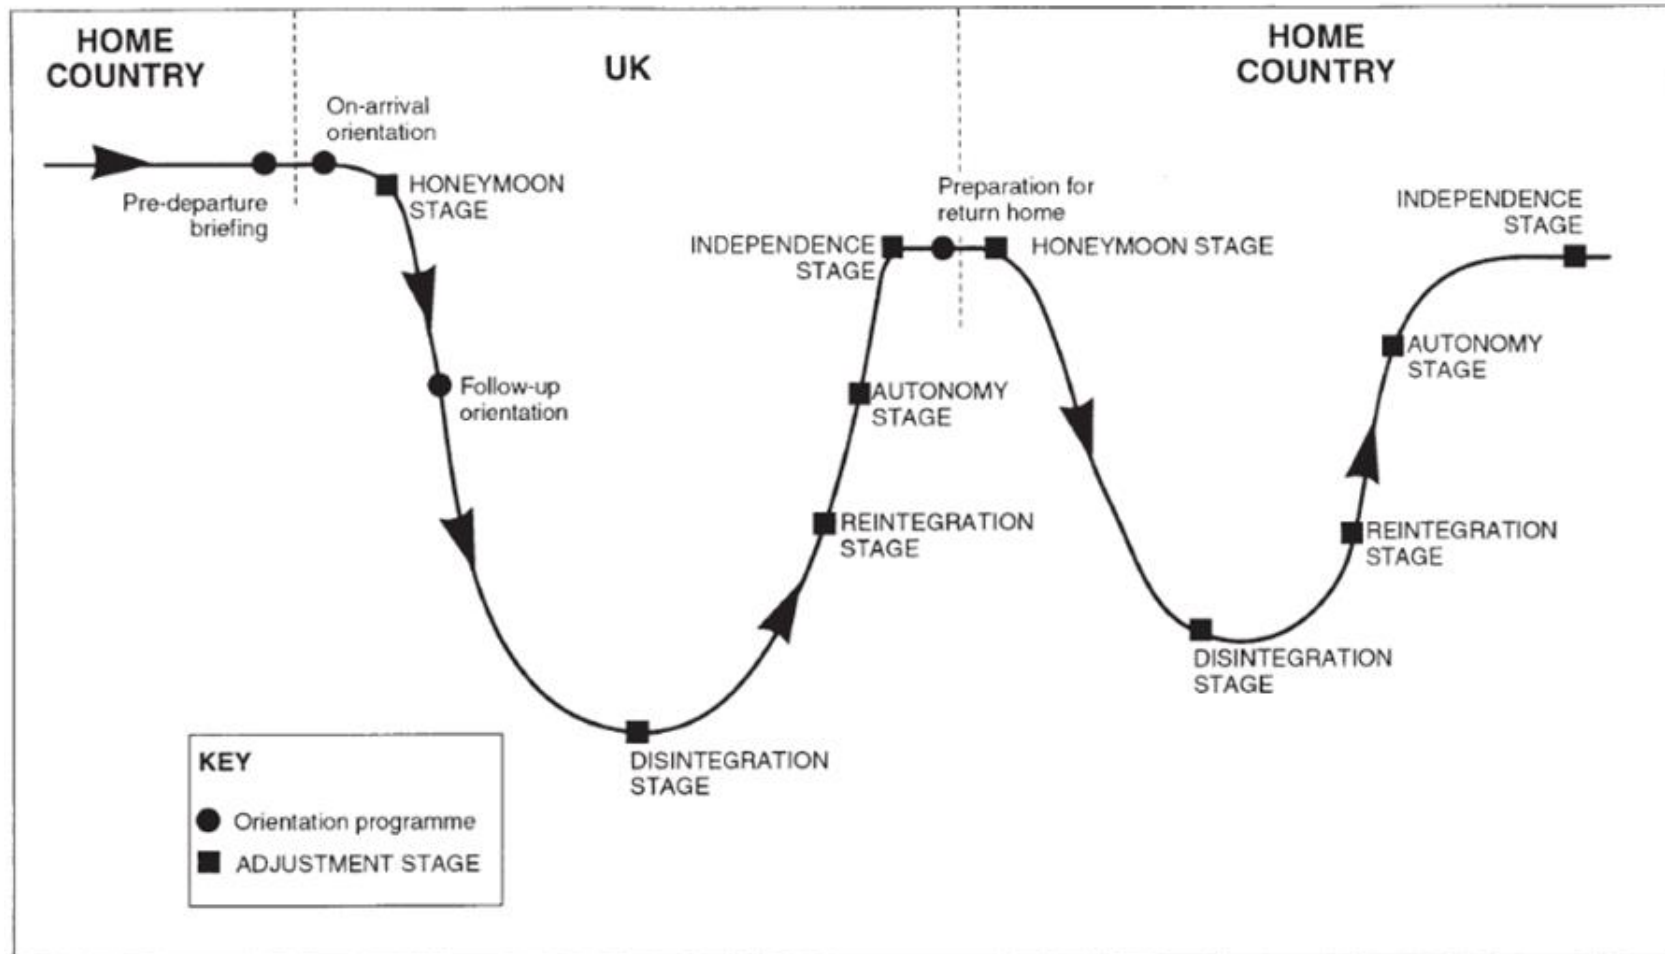 HOME
COUNTRY
UK
HOME
COUNTRY
On-arrival
orientation
Pre-departure
briefing
HONEYMOON
STAGE
Follow-up
orientation
DISINTEGRATION
STAGE
REINTEGRATION
STAGE
AUTONOMY
STAGE
INDEPENDENCE
STAGE
Preparation for
return home
HONEYMOON STAGE
DISINTEGRATION
STAGE
REINTEGRATION
STAGE
AUTONOMY
STAGE
INDEPENDENCE
STAGE
KEY
Orientation programme
ADJUSTMENT STAGE